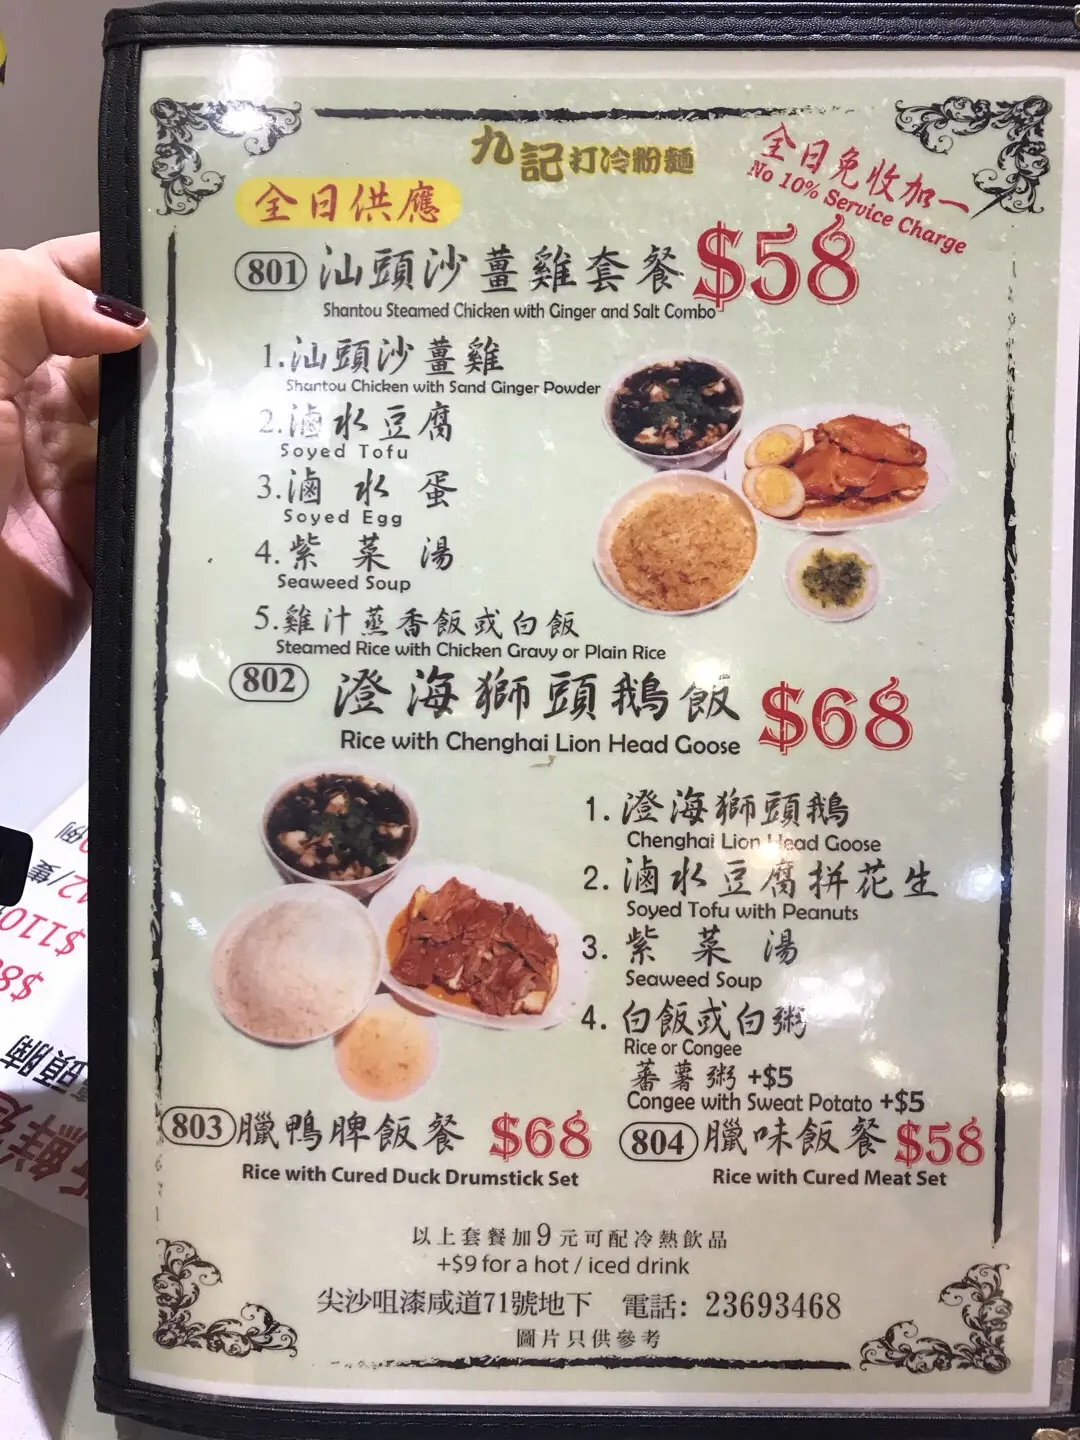 九記打冷粉麵
全日免收加一
No 10% Service Charge
全日供應
801 汕頭沙薑雞套餐 $58
Shantou Steamed Chicken with Ginger and Salt Combo
1.汕頭沙薑雞
Shantou Chicken with Sand Ginger Powder
2.滷水豆腐
Soyed Tofu
3.滷水蛋
Soyed Egg
4.紫菜湯
Seaweed Soup
5.雞汁蒸香飯或白飯
Steamed Rice with Chicken Gravy or Plain Rice
802 澄海獅頭鵝飯 $68
Rice with Chenghai Lion Head Goose
1. 澄海獅頭鵝
Chenghai Lion Head Goose
2. 滷水豆腐拼花生
Soyed Tofu with Peanuts
3. 紫菜湯
Seaweed Soup
4. 白飯或白粥
Rice or Congee
蕃薯粥 +$5
Congee with Sweat Potato +$5
803 臘鴨脾飯餐 $68
Rice with Cured Duck Drumstick Set
804 臘味飯餐 $58
Rice with Cured Meat Set
以上套餐加9元可配冷熱飲品
+$9 for a hot / iced drink
尖沙咀漆咸道71號地下 電話: 23693468
圖片只供參考
$110